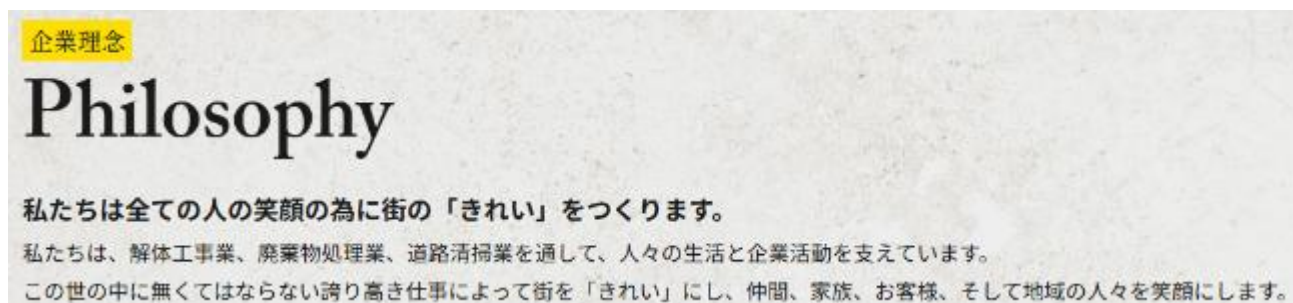 企業理念
Philosophy
私たちは全ての人の笑顔の為に街の「きれい」をつくります。
私たちは、解体工事業、廃棄物処理業、道路清掃業を通して、人々の生活と企業活動を支えています。
この世の中に無くてはならない誇り高き仕事によって街を「きれい」にし、仲間、家族、お客様、そして地域の人々を笑顔にします。